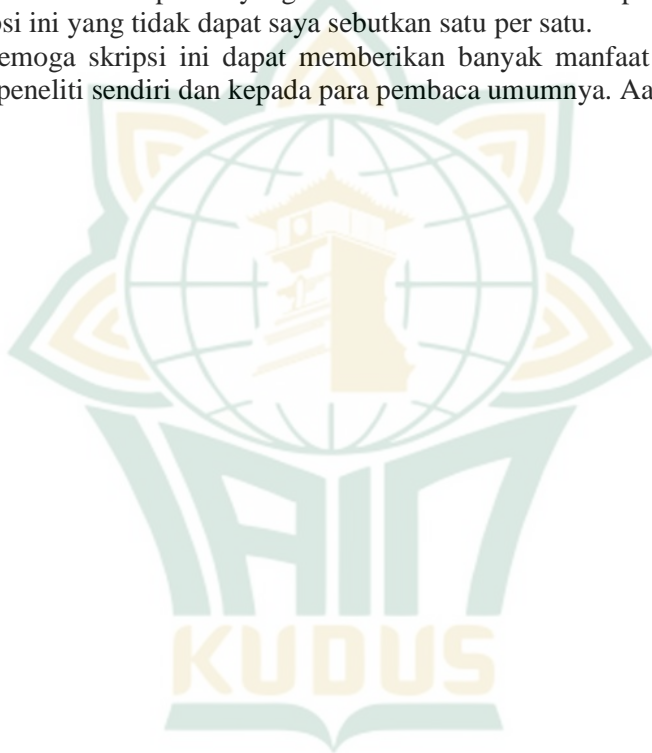 si ini yang tidak dapat saya sebutkan satu per satu.
emoga skripsi ini dapat memberikan banyak manfaat
peneliti sendiri dan kepada para pembaca umumnya. Aa
IAIN
KUDUS